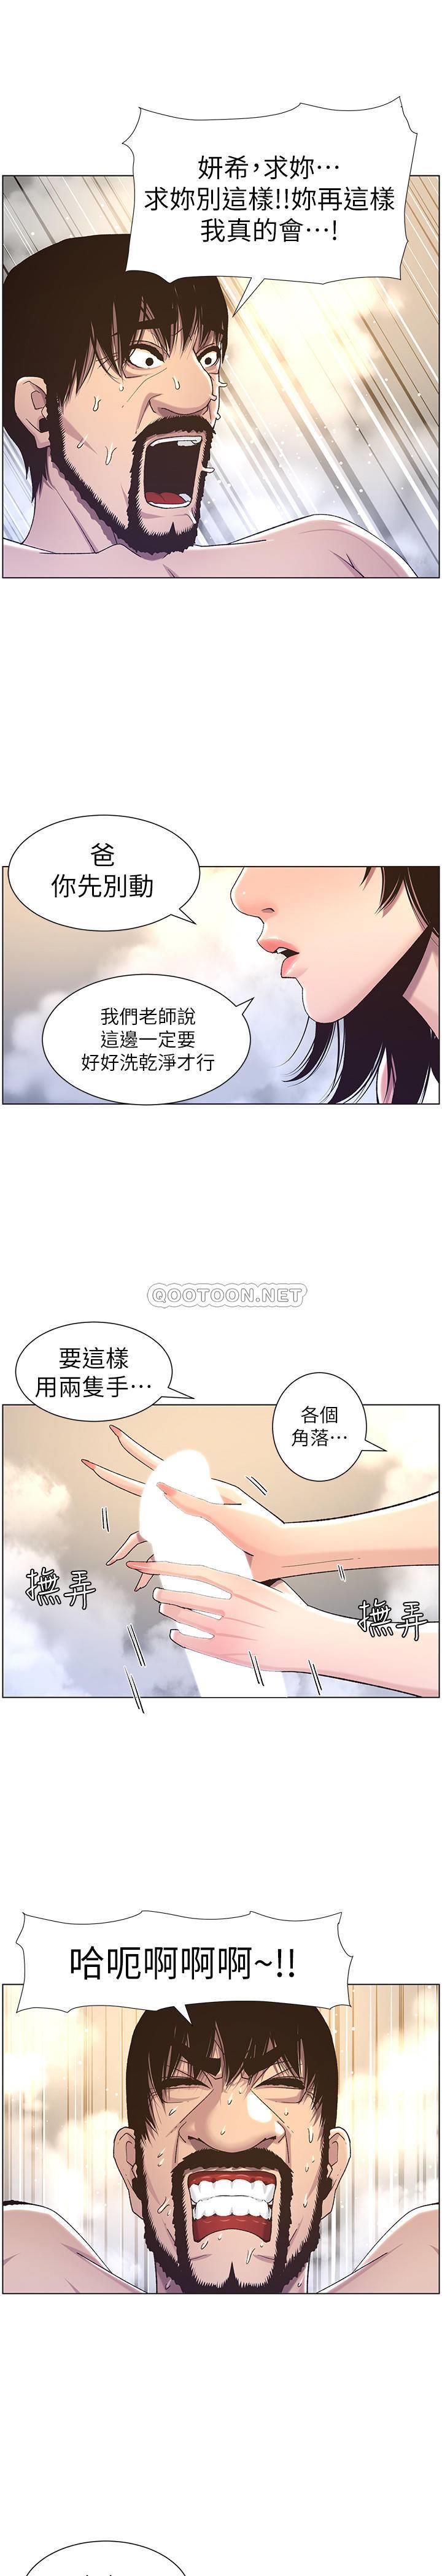 妍希,求妳…
求妳別這樣!!妳再這樣
我真的會…!
爸
你先別動
我們老師說
這邊一定要
好好洗乾淨才行
QOOTOON.NET
要這樣
用兩隻手…
各個
角落…
撫弄
撫弄
哈呃啊啊啊~!!